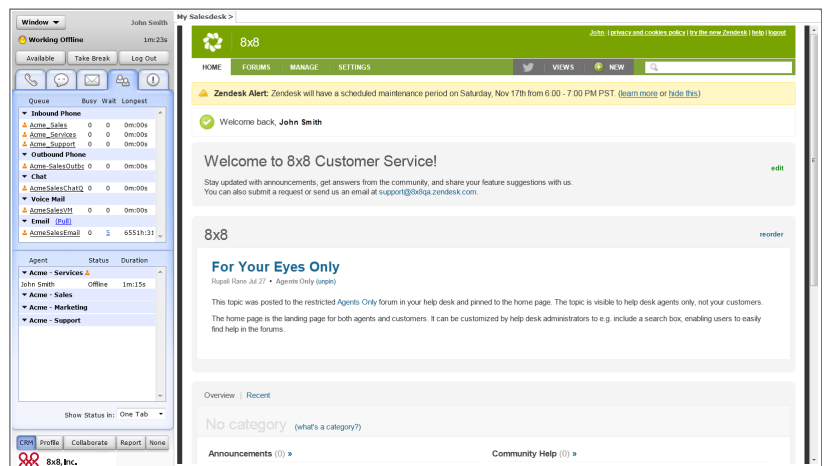 Window
John Smith
Working Offline
1m:23s
Available
Take Break
Log Out
Queue Busy Wait Longest
Inbound Phone
Acme_Sales 0 0 0m:00s
Acme_Services 0 0 0m:00s
Acme_Support 0 0 0m:00s
Outbound Phone
Acme-SalesOutbc 0 0 0m:00s
Chat
AcmeSalesChatQ 0 0 0m:00s
Voice Mail
AcmeSalesVM 0 0 0m:00s
Email (Pull)
AcmeSalesEmail 0 5 6551h:31
Agent Status Duration
Acme - Services
John Smith Offline 1m:15s
Acme - Sales
Acme - Marketing
Acme - Support
Show Status in: One Tab
CRM Profile Collaborate Report None
8x8, Inc.
My Salesdesk >
8x8
John | privacy and cookies policy | try the new Zendesk | help | logout
HOME FORUMS MANAGE SETTINGS VIEWS NEW
Zendesk Alert: Zendesk will have a scheduled maintenance period on Saturday, Nov 17th from 6:00 - 7:00 PM PST. (learn more or hide this)
Welcome back, John Smith
Welcome to 8x8 Customer Service!
edit
Stay updated with announcements, get answers from the community, and share your feature suggestions with us.
You can also submit a request or send us an email at support@8x8qa.zendesk.com.
8x8
reorder
For Your Eyes Only
Rupali Rane Jul 27 • Agents Only (unpin)
This topic was posted to the restricted Agents Only forum in your help desk and pinned to the home page. The topic is visible to help desk agents only, not your customers.
The home page is the landing page for both agents and customers. It can be customized by help desk administrators to e.g. include a search box, enabling users to easily
find help in the forums.
Overview | Recent
No category (what's a category?)
Announcements (0) »
Community Help (0) »